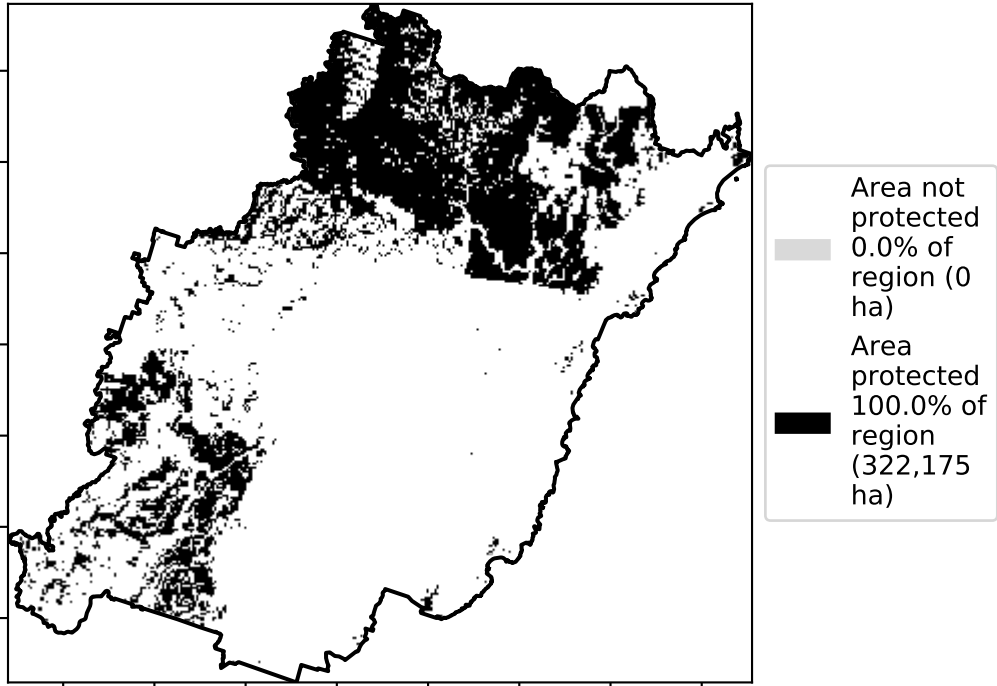 Area not
protected
0.0% of
region (0
ha)
Area
protected
100.0% of
region
(322,175
ha)